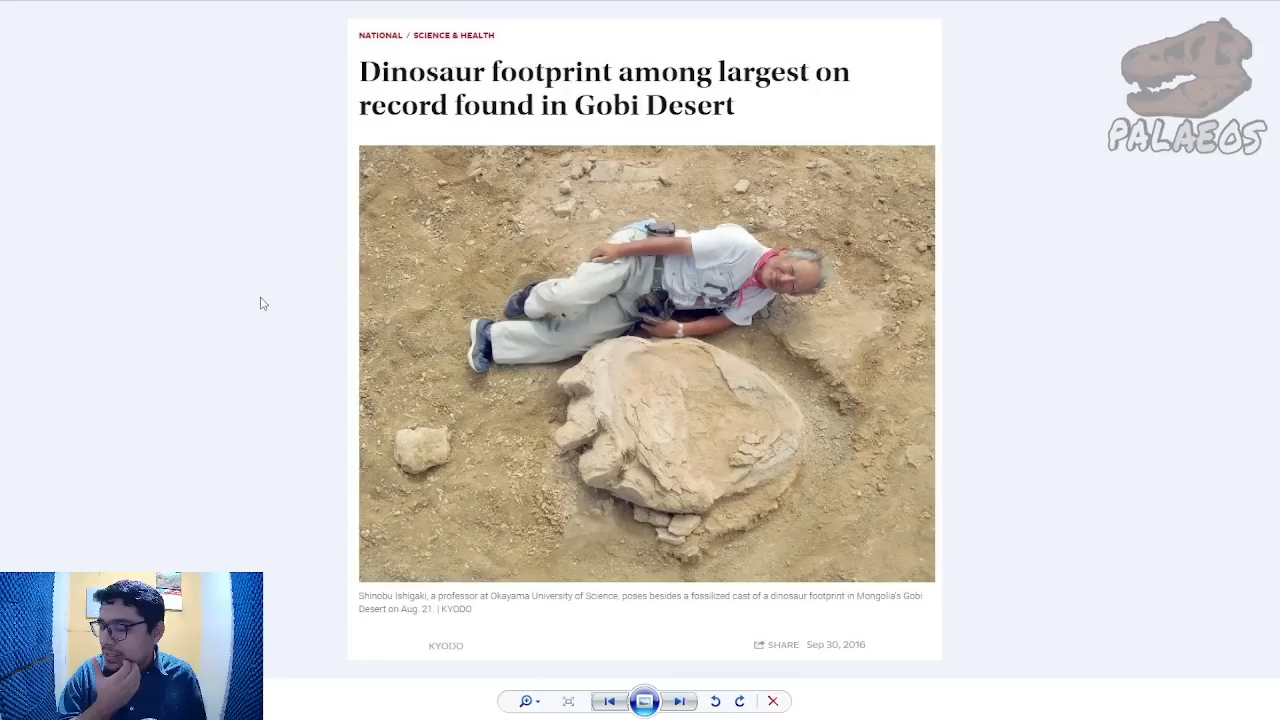 NATIONAL / SCIENCE & HEALTH
Dinosaur footprint among largest on
record found in Gobi Desert
PALAEOS
Shinobu Ishigaki, a professor at Okayama University of Science, poses besides a fossilized cast of a dinosaur footprint in Mongolia's Gobi
Desert on Aug. 21. | KYODO
KYODO
SHARE Sep 30, 2016